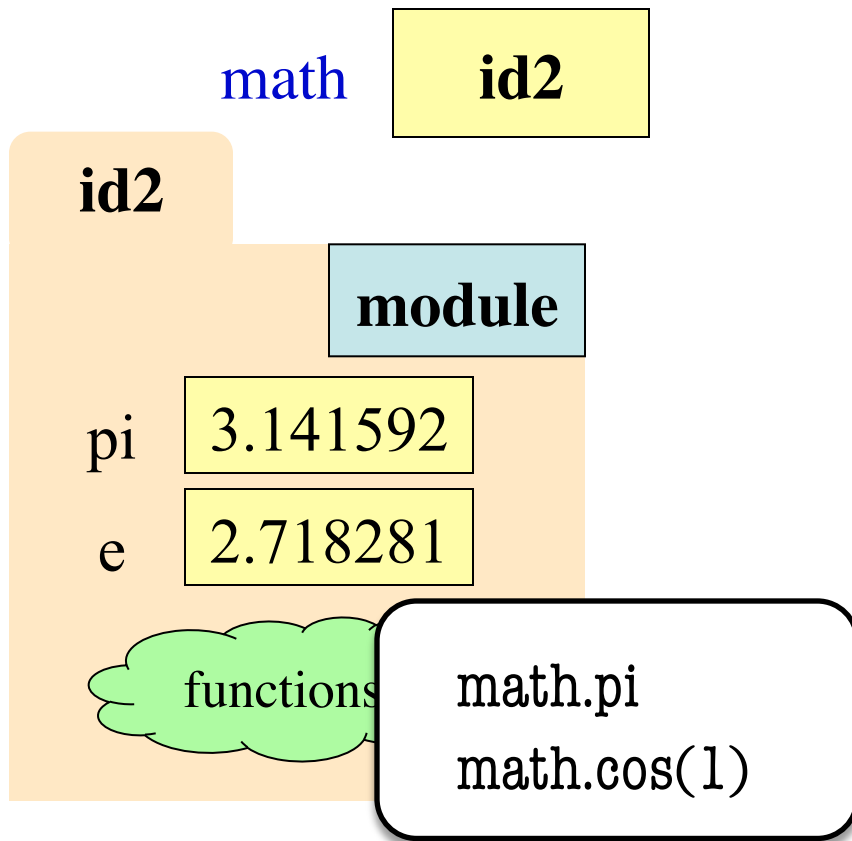 math id2
id2
module
pi 3.141592
e 2.718281
functions
math.pi
math.cos(1)